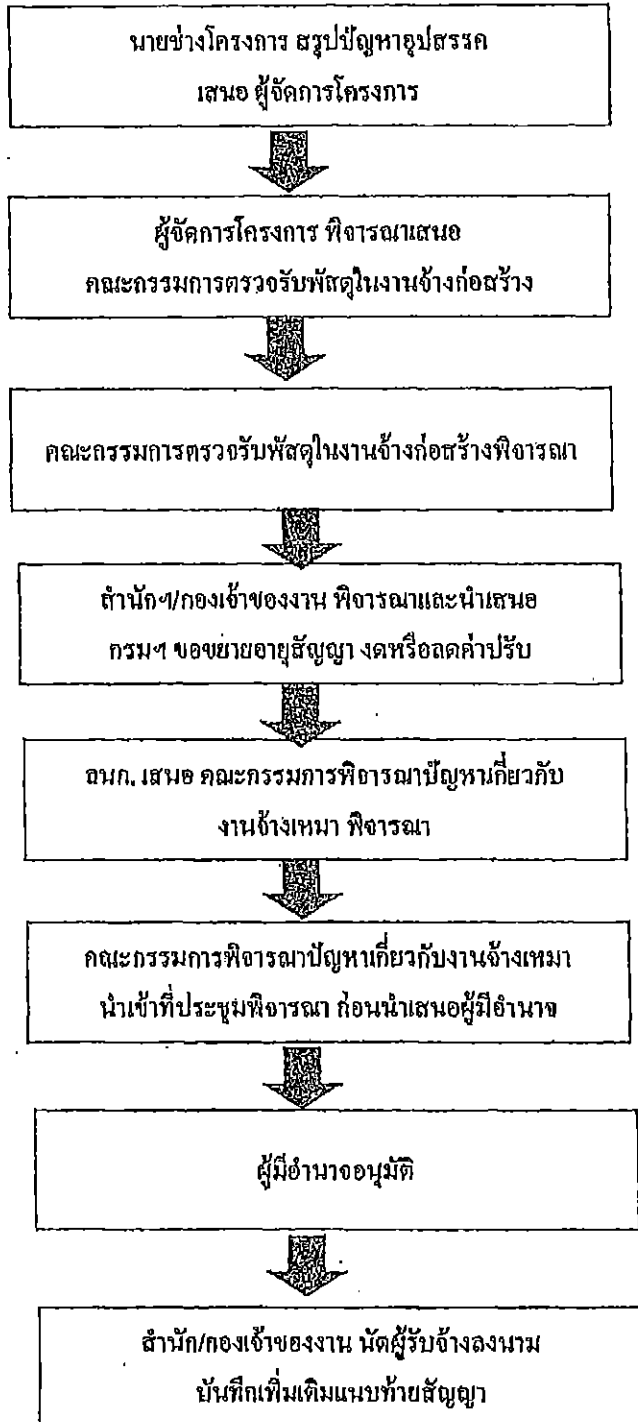 นายช่างโครงการ สรุปปัญหาอุปสรรค
เสนอ ผู้จัดการโครงการ
ผู้จัดการโครงการ พิจารณาเสนอ
คณะกรรมการตรวจรับพัสดุในงานจ้างก่อสร้าง
คณะกรรมการตรวจรับพัสดุในงานจ้างก่อสร้างพิจารณา
สำนักฯ/กองเจ้าของงาน พิจารณาและนำเสนอ
กรมฯ ขอขยายอายุสัญญา งดหรือลดค่าปรับ
ลนก. เสนอ คณะกรรมการพิจารณาปัญหาเกี่ยวกับ
งานจ้างเหมา พิจารณา
คณะกรรมการพิจารณาปัญหาเกี่ยวกับงานจ้างเหมา
นำเข้าที่ประชุมพิจารณา ก่อนนำเสนอผู้มีอำนาจ
ผู้มีอำนาจอนุมัติ
สำนัก/กองเจ้าของงาน นัดผู้รับจ้างลงนาม
บันทึกเพิ่มเติมแนบท้ายสัญญา